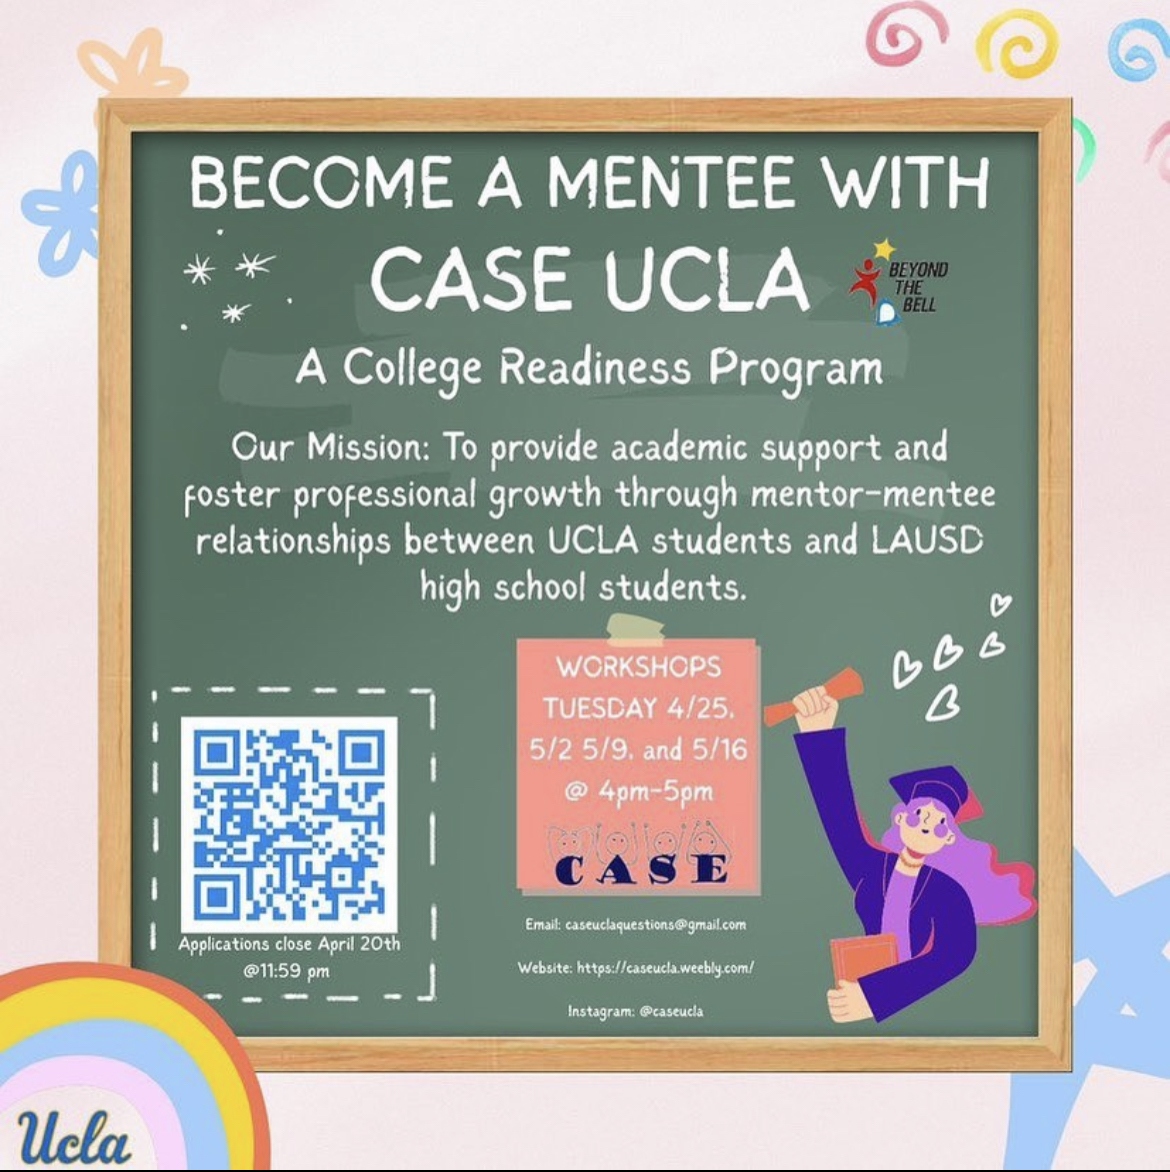 BECOME A MENTEE WITH
CASE UCLA
BEYOND
THE
BELL
A College Readiness Program
Our Mission: To provide academic support and
foster professional growth through mentor-mentee
relationships between UCLA students and LAUSD
high school students.
WORKSHOPS
TUESDAY 4/25,
5/2 5/9, and 5/16
@ 4pm-5pm
CASE
Applications close April 20th
@11:59 pm
Email: caseuclaquestions@gmail.com
Website: https://caseucla.weebly.com/
Instagram: @caseucla
Ucla